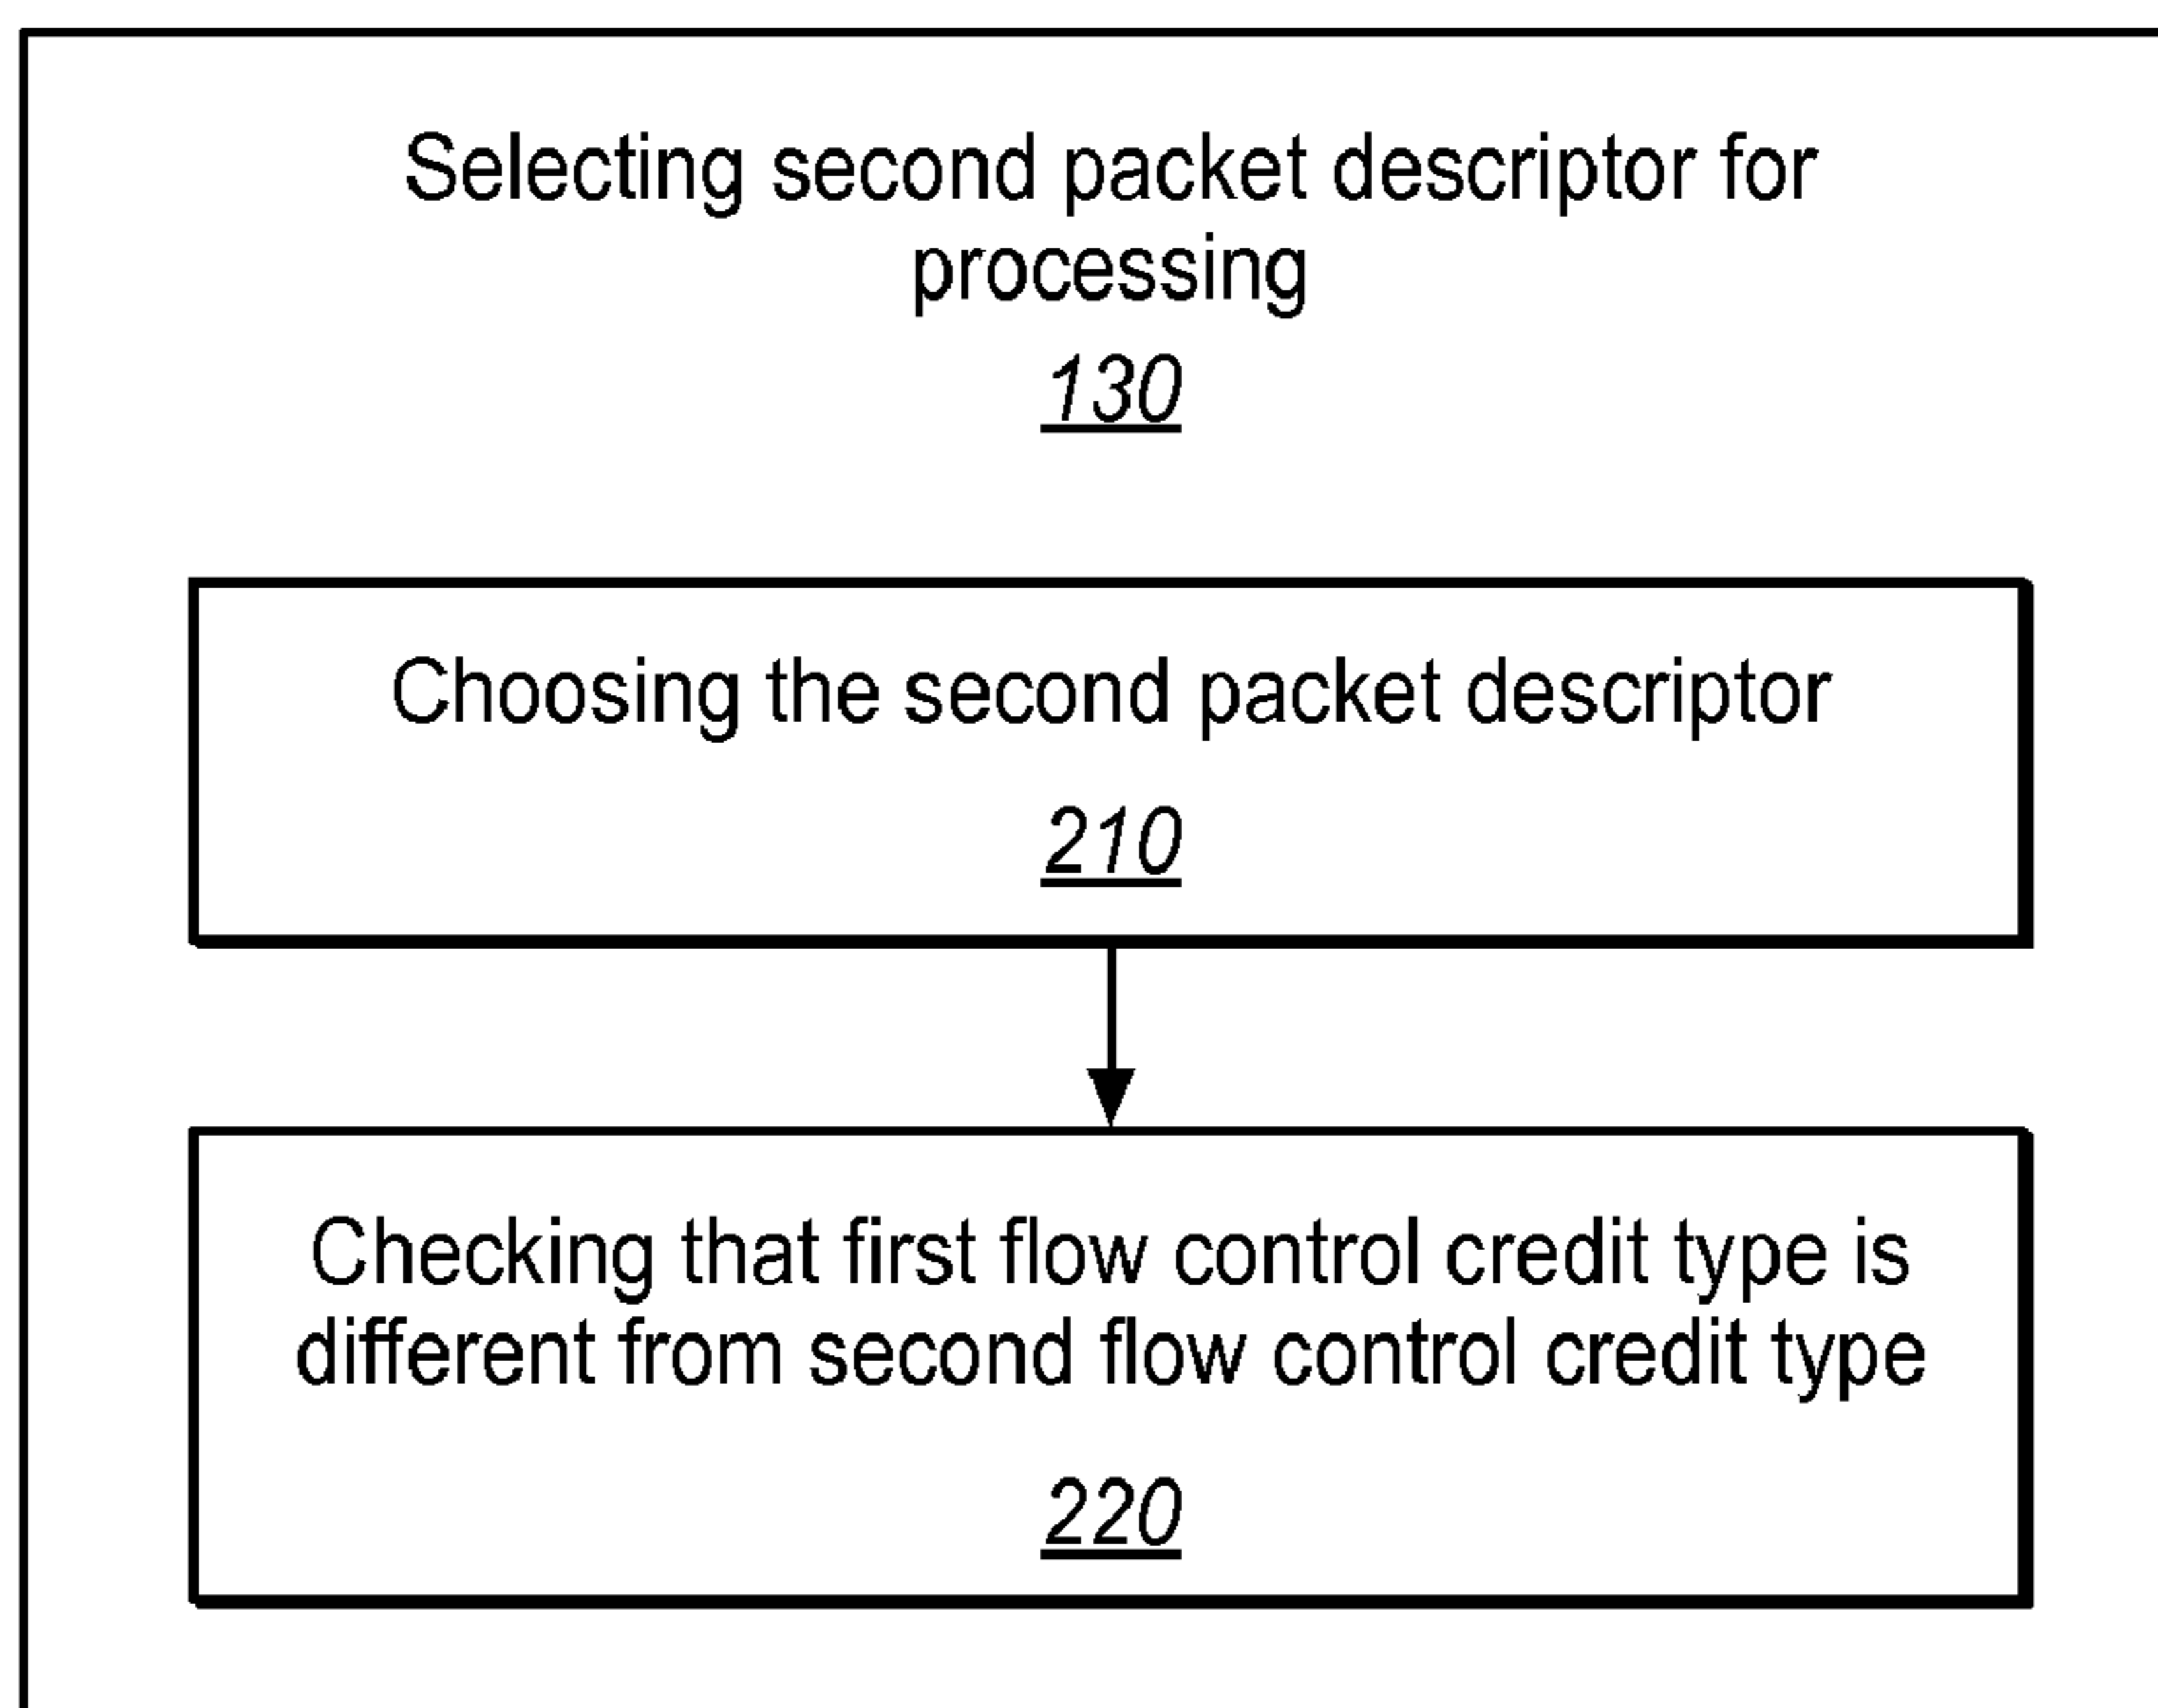 Selecting second packet descriptor for
processing
130
Choosing the second packet descriptor
210
Checking that first flow control credit type is
different from second flow control credit type
220